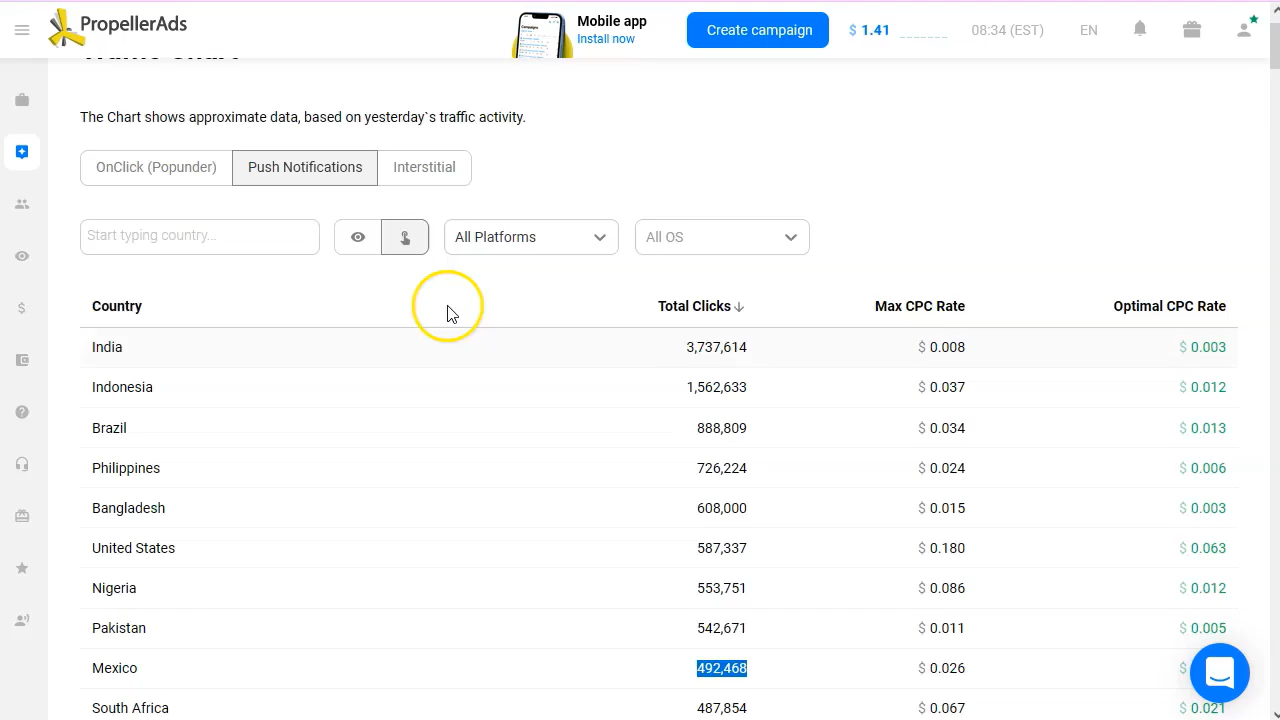 PropellerAds
Mobile app
Install now
Create campaign
$ 1.41
08:34 (EST)
EN
The Chart shows approximate data, based on yesterday`s traffic activity.
OnClick (Popunder)
Push Notifications
Interstitial
Start typing country...
All Platforms
All OS
Country Total Clicks Max CPC Rate Optimal CPC Rate
India 3,737,614 $ 0.008 $ 0.003
Indonesia 1,562,633 $ 0.037 $ 0.012
Brazil 888,809 $ 0.034 $ 0.013
Philippines 726,224 $ 0.024 $ 0.006
Bangladesh 608,000 $ 0.015 $ 0.003
United States 587,337 $ 0.180 $ 0.063
Nigeria 553,751 $ 0.086 $ 0.012
Pakistan 542,671 $ 0.011 $ 0.005
Mexico 492,468 $ 0.026 $
South Africa 487,854 $ 0.067 $ 0.021